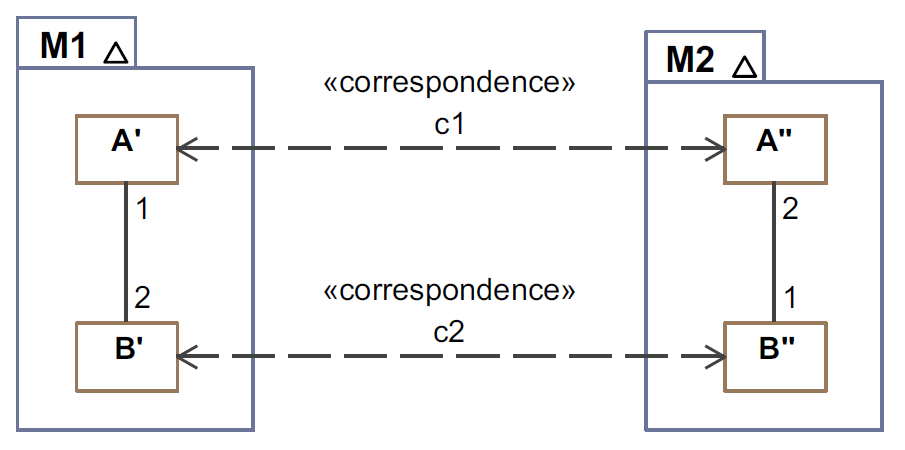 M1
M2
«correspondence»
c1
A'
A"
1
2
2
1
«correspondence»
c2
B'
B"